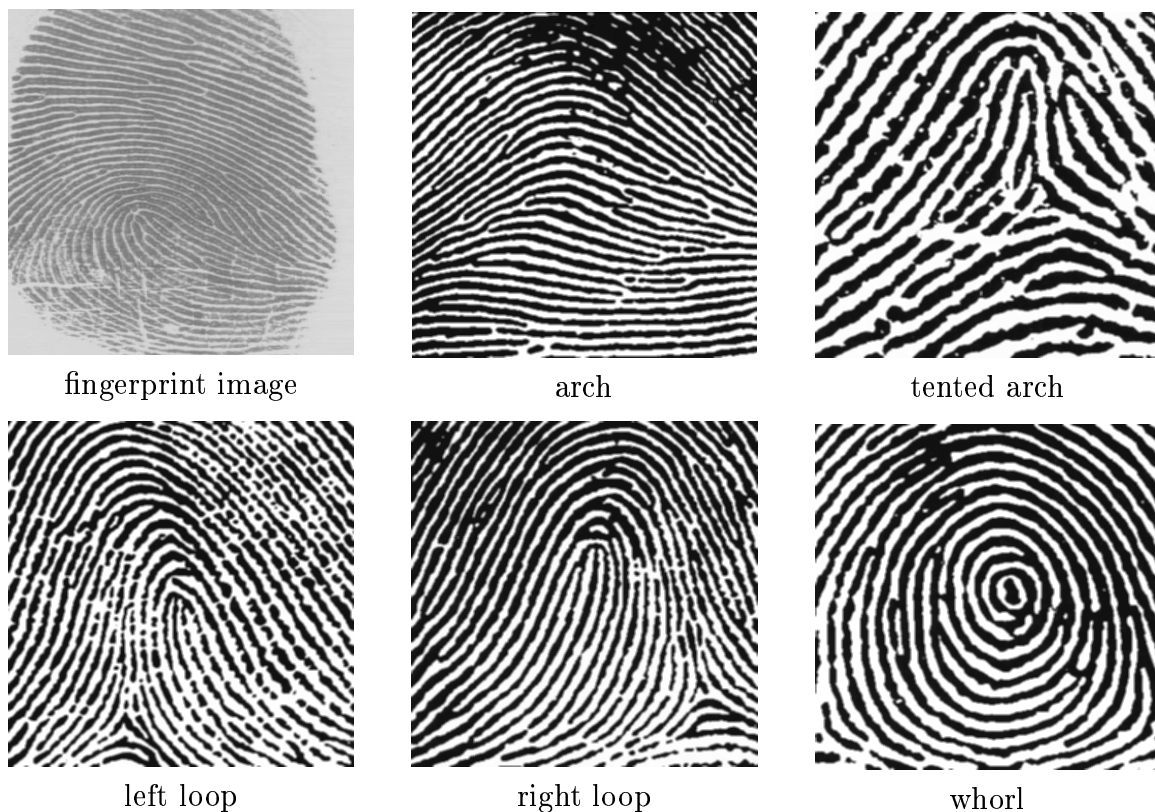 fingerprint image
arch
tented arch
left loop
right loop
whorl